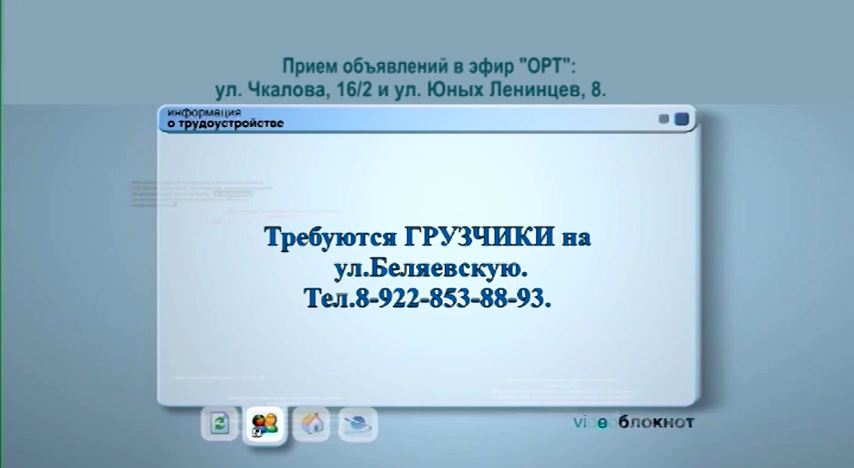 Прием объявлений в эфир "ОРТ":
ул. Чкалова, 16/2 и ул. Юных Ленинцев, 8.
информация
о трудоустройстве
Требуются ГРУЗЧИКИ на
ул.Беляевскую.
Тел.8-922-853-88-93.
videoблокнот